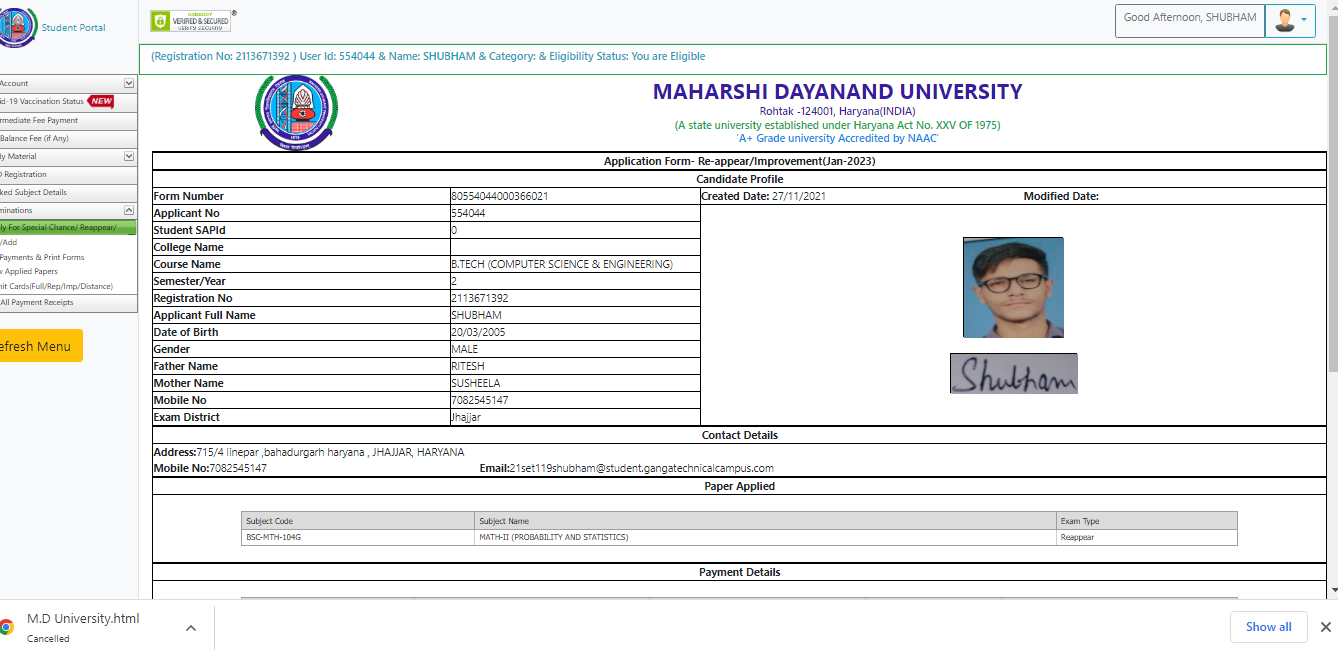 Student Portal
GODADDY
VERIFIED & SECURED
VERIFY SECURITY
Good Afternoon, SHUBHAM
(Registration No: 2113671392 ) User Id: 554044 & Name: SHUBHAM & Category: & Eligibility Status: You are Eligible
Account
id-19 Vaccination Status NEW
rmediate Fee Payment
Balance Fee (if Any)
dy Material
D Registration
ked Subject Details
minations
ly For Special Chance/ Reappear/
/Add
Payments & Print Forms
v Applied Papers
nit Cards(Full/Rep/Imp/Distance)
All Payment Receipts
efresh Menu
MAHARSHI DAYANAND UNIVERSITY
Rohtak -124001, Haryana(INDIA)
(A state university established under Haryana Act No. XXV OF 1975)
'A+ Grade university Accredited by NAAC'
Application Form- Re-appear/Improvement(Jan-2023)
Candidate Profile
Form Number 80554044000366021 Created Date: 27/11/2021 Modified Date:
Applicant No 554044
Student SAPId 0
College Name
Course Name B.TECH (COMPUTER SCIENCE & ENGINEERING)
Semester/Year 2
Registration No 2113671392
Applicant Full Name SHUBHAM
Date of Birth 20/03/2005
Gender MALE
Father Name RITESH
Mother Name SUSHEELA
Mobile No 7082545147
Exam District Jhajjar
Shubham
Contact Details
Address:715/4 linepar ,bahadurgarh haryana , JHAJJAR, HARYANA
Mobile No:7082545147 Email:21set119shubham@student.gangatechnicalcampus.com
Paper Applied
Subject Code Subject Name Exam Type
BSC-MTH-104G MATH-II (PROBABILITY AND STATISTICS) Reappear
Payment Details
M.D University.html
Cancelled
Show all